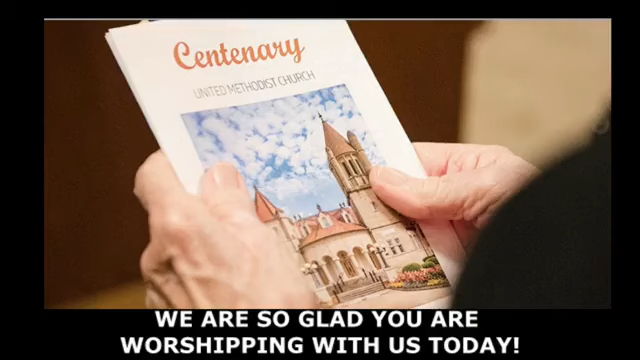 Centenary
UNITED METHODIST CHURCH
WE ARE SO GLAD YOU ARE
WORSHIPPING WITH US TODAY!